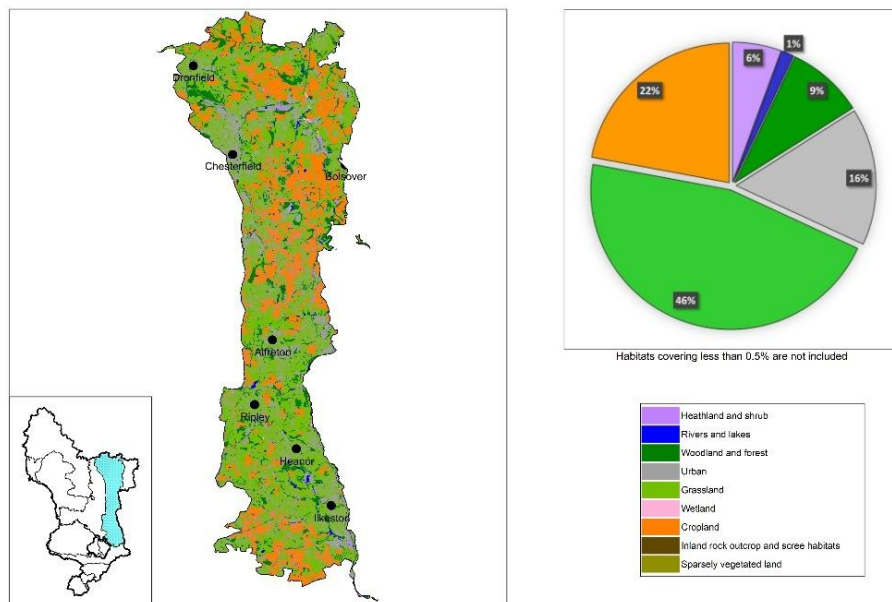 Dronfield
Chesterfield
Bolsover
Alfreton
Ripley
Heanor
Ilkeston
6%
1%
9%
16%
46%
22%
Habitats covering less than 0.5% are not included
Heathland and shrub
Rivers and lakes
Woodland and forest
Urban
Grassland
Wetland
Cropland
Inland rock outcrop and scree habitats
Sparsely vegetated land